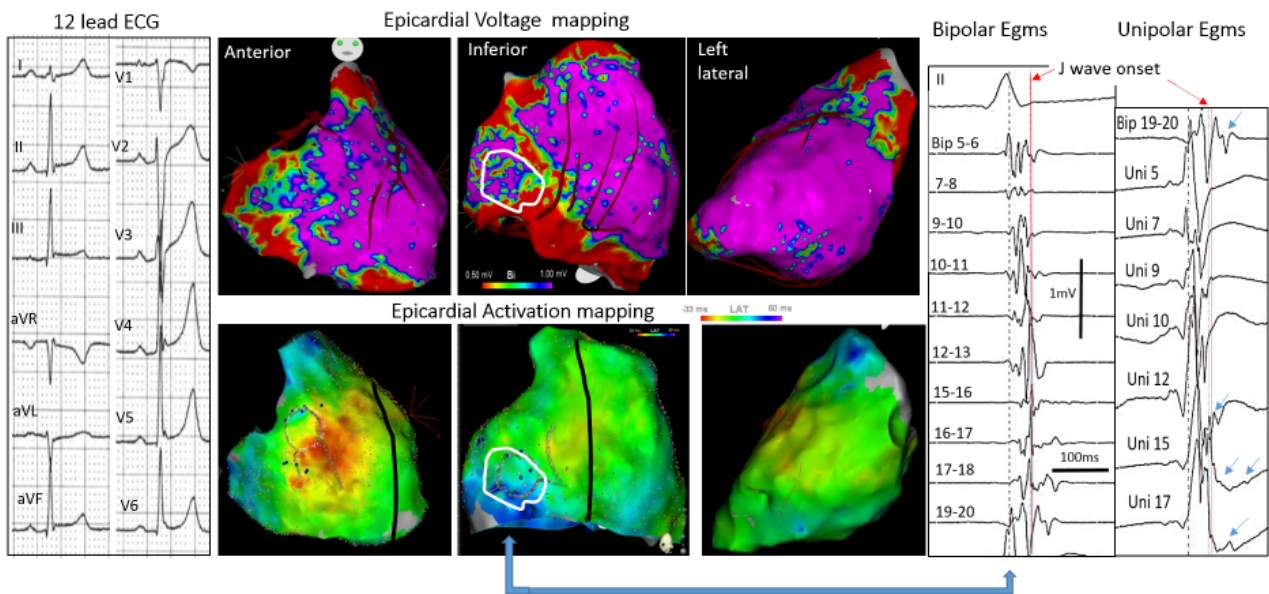 12 lead ECG
Epicardial Voltage mapping
Bipolar Egms
Unipolar Egms
I
II
III
aVR
aVL
aVF
V1
V2
V3
V4
V5
V6
Anterior
Inferior
Left
lateral
0.50 mV Bi 1.00 mV
Epicardial Activation mapping
-33 ms LAT 60 ms
LAT
J wave onset
II
Bip 5-6
7-8
9-10
10-11
11-12
12-13
15-16
16-17
17-18
19-20
1mV
100ms
Bip 19-20
Uni 5
Uni 7
Uni 9
Uni 10
Uni 12
Uni 15
Uni 17